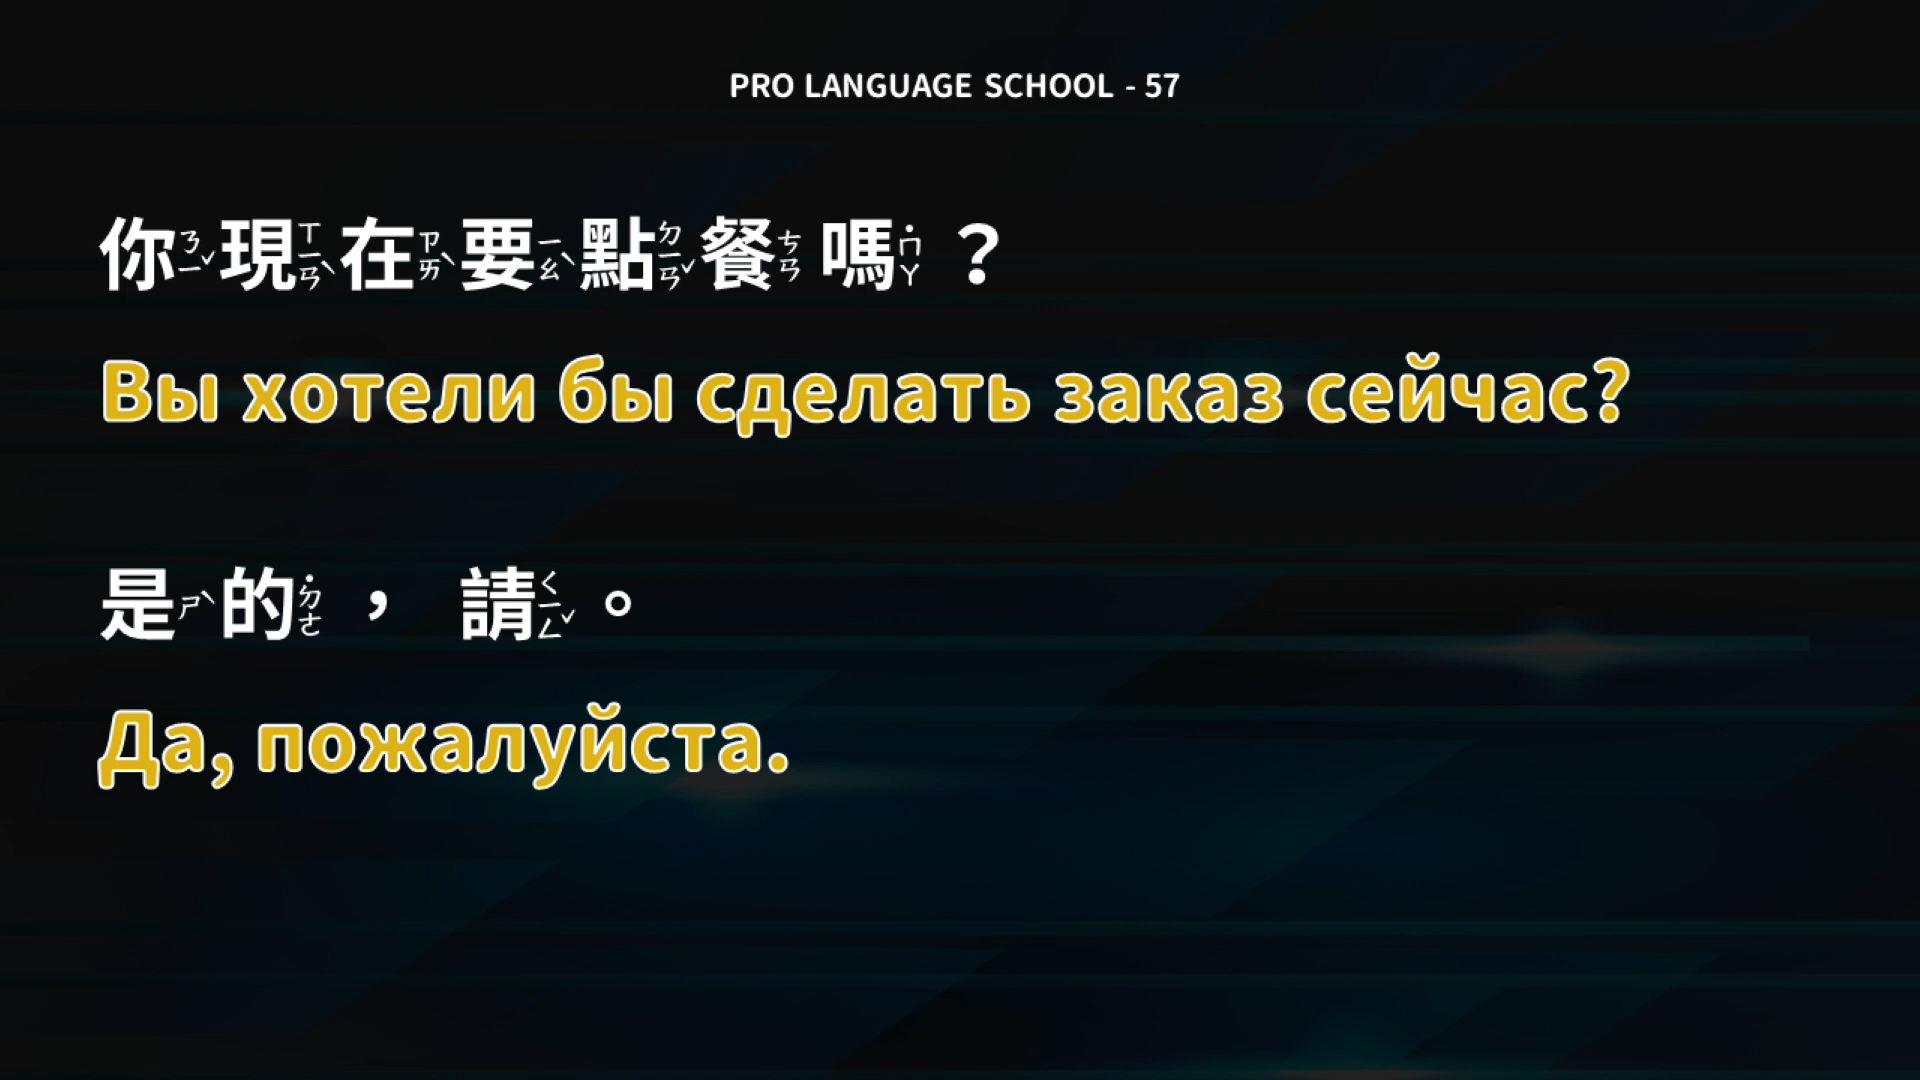 PRO LANGUAGE SCHOOL - 57
你ㄋㄧˇ現ㄒㄧㄢˋ在ㄗㄞˋ要ㄧㄠˋ點ㄉㄧㄢˇ餐ㄘㄢ嗎˙ㄇㄚ？
Вы хотели бы сделать заказ сейчас?
是ㄕˋ的˙ㄉㄜ， 請ㄑㄧㄥˇ。
Да, пожалуйста.